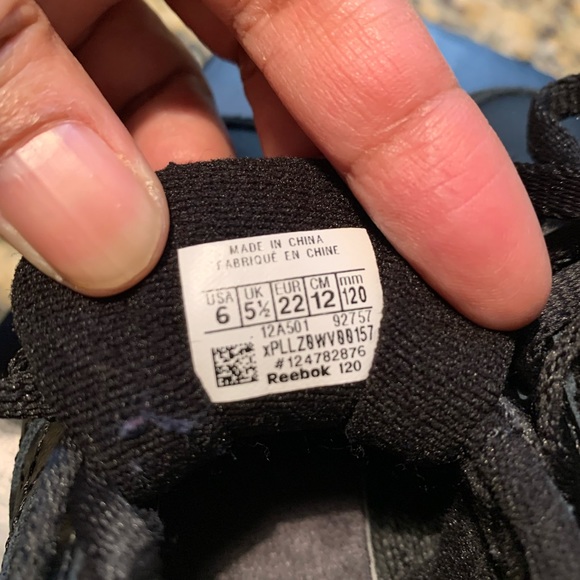 MADE IN CHINA
FABRIQUÉ EN CHINE
USA UK EUR CM mm
6 5½ 22 12 120
12A501 92757
xPLLZ0WV00157
#124782876
Reebok 120